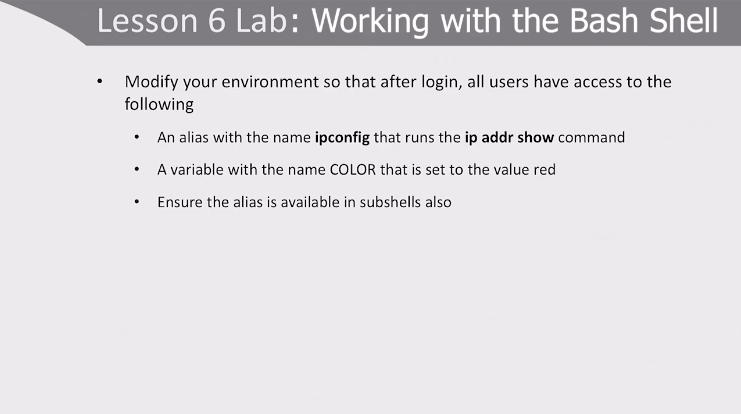 Lesson 6 Lab: Working with the Bash Shell
• Modify your environment so that after login, all users have access to the
following
• An alias with the name ipconfig that runs the ip addr show command
• A variable with the name COLOR that is set to the value red
• Ensure the alias is available in subshells also